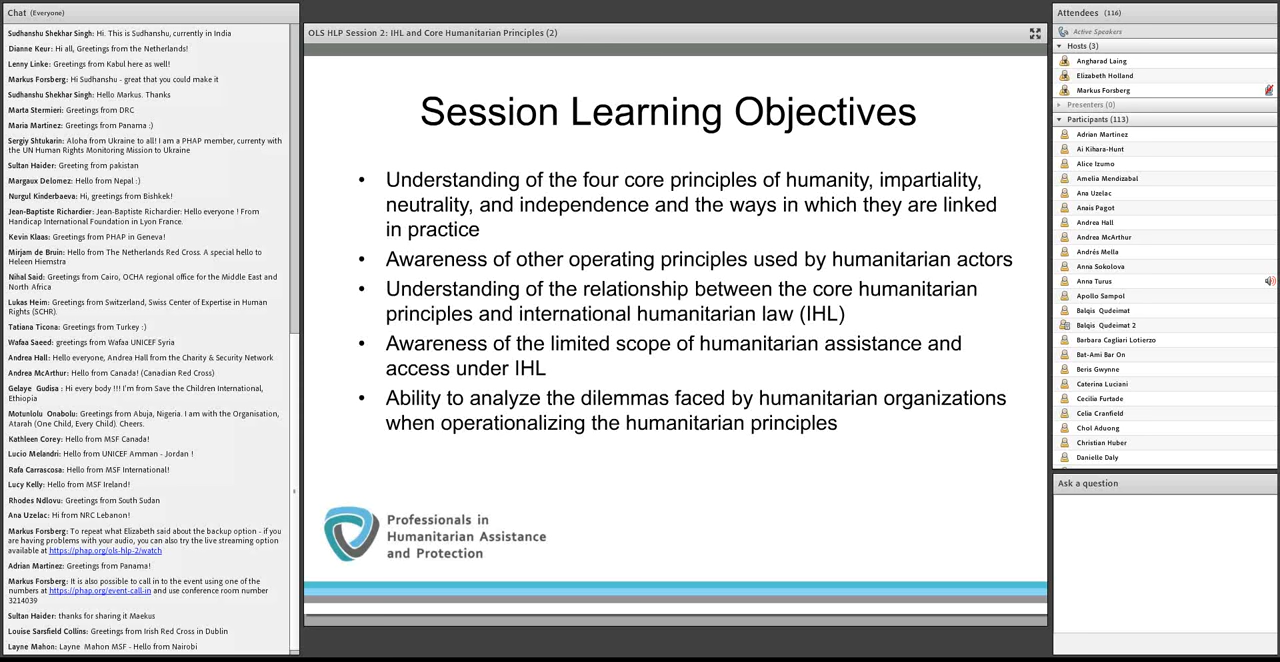 Chat (Everyone)
Sudhanshu Shekhar Singh: Hi. This is Sudhanshu, currently in India
Dianne Keur: Hi all, Greetings from the Netherlands!
Lenny Linke: Greetings from Kabul here as well!
Markus Forsberg: Hi Sudhanshu - great that you could make it
Sudhanshu Shekhar Singh: Hello Markus. Thanks
Marta Stermieri: Greetings from DRC
Maria Martinez: Greetings from Panama :)
Sergiy Shtukarin: Aloha from Ukraine to all! I am a PHAP member, currenty with
the UN Human Rights Monitoring Mission to Ukraine
Sultan Haider: Greeting from pakistan
Margaux Delomez: Hello from Nepal :)
Nurgul Kinderbaeva: Hi, greetings from Bishkek!
Jean-Baptiste Richardier: Jean-Baptiste Richardier: Hello everyone ! From
Handicap International Foundation in Lyon France.
Kevin Klaas: Greetings from PHAP in Geneva!
Mirjam de Bruin: Hello from The Netherlands Red Cross. A special hello to
Heleen Hiemstra
Nihal Said: Greetings from Cairo, OCHA regional office for the Middle East and
North Africa
Lukas Heim: Greetings from Switzerland, Swiss Center of Expertise in Human
Rights (SCHR).
Tatiana Ticona: Greetings from Turkey :)
Wafaa Saeed: greetings from Wafaa UNICEF Syria
Andrea Hall: Hello everyone, Andrea Hall from the Charity & Security Network
Andrea McArthur: Hello from Canada! (Canadian Red Cross)
Gelaye Gudisa : Hi every body !!! I'm from Save the Children International,
Ethiopia
Motunlolu Onabolu: Greetings from Abuja, Nigeria. I am with the Organisation,
Atarah (One Child, Every Child). Cheers.
Kathleen Corey: Hello from MSF Canada!
Lucio Melandri: Hello from UNICEF Amman - Jordan !
Rafa Carrascosa: Hello from MSF International!
Lucy Kelly: Hello from MSF Ireland!
Rhodes Ndlovu: Greetings from South Sudan
Ana Uzelac: Hi from NRC Lebanon!
Markus Forsberg: To repeat what Elizabeth said about the backup option - if you
are having problems with your audio, you can also try the live streaming option
available at https://phap.org/ols-hlp-2/watch
Adrian Martinez: Greetings from Panama!
Markus Forsberg: It is also possible to call in to the event using one of the
numbers at https://phap.org/event-call-in and use conference room number
3214039
Sultan Haider: thanks for sharing it Maekus
Louise Sarsfield Collins: Greetings from Irish Red Cross in Dublin
Layne Mahon: Layne Mahon MSF - Hello from Nairobi
OLS HLP Session 2: IHL and Core Humanitarian Principles (2)
Session Learning Objectives
• Understanding of the four core principles of humanity, impartiality,
neutrality, and independence and the ways in which they are linked
in practice
• Awareness of other operating principles used by humanitarian actors
• Understanding of the relationship between the core humanitarian
principles and international humanitarian law (IHL)
• Awareness of the limited scope of humanitarian assistance and
access under IHL
• Ability to analyze the dilemmas faced by humanitarian organizations
when operationalizing the humanitarian principles
Professionals in
Humanitarian Assistance
and Protection
Attendees (116)
Active Speakers
Hosts (3)
Angharad Laing
Elizabeth Holland
Markus Forsberg
Presenters (0)
Participants (113)
Adrian Martinez
Ai Kihara-Hunt
Alice Izumo
Amelia Mendizabal
Ana Uzelac
Anais Pagot
Andrea Hall
Andrea McArthur
Andrés Mella
Anna Sokolova
Anna Turus
Apollo Sampol
Balqis Qudeimat
Balqis Qudeimat 2
Barbara Cagliari Lotierzo
Bat-Ami Bar On
Beris Gwynne
Caterina Luciani
Cecilia Furtade
Celia Cranfield
Chol Aduong
Christian Huber
Danielle Daly
Ask a question